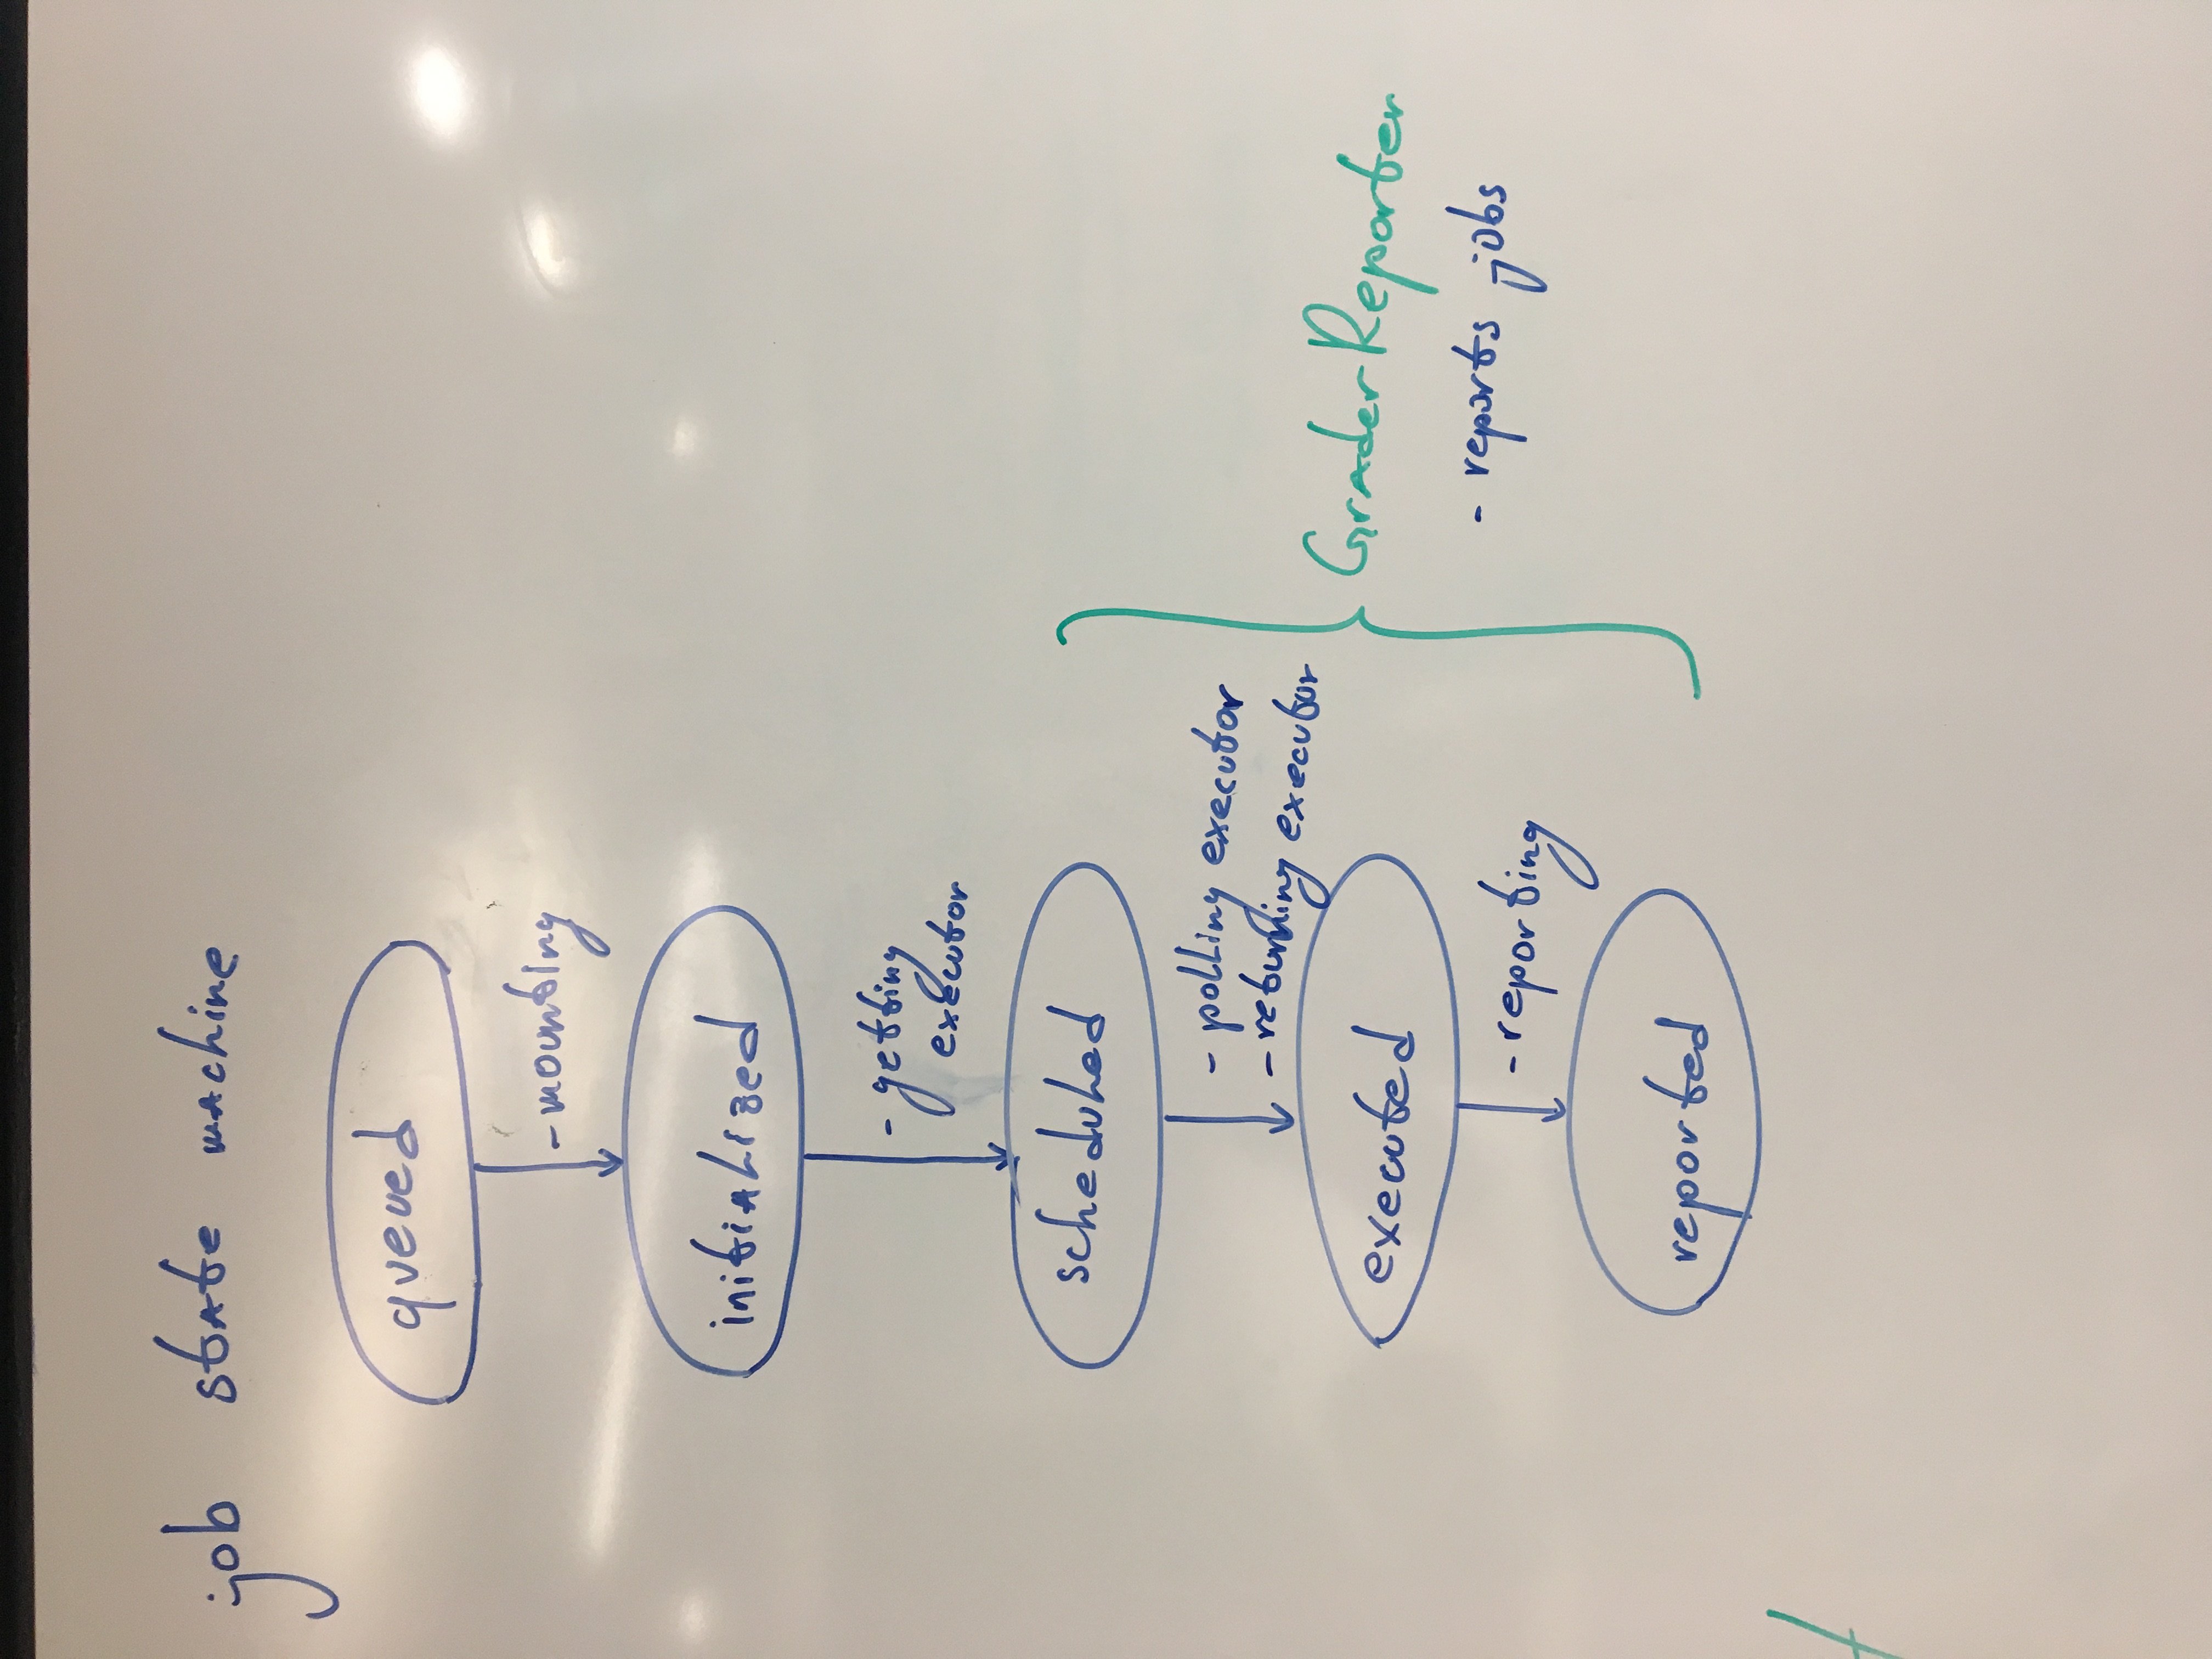 job state machine
queued
- mounting
initialized
- getting
executor
scheduled
- polling executor
- returning executor
executed
- reporting
reported
GraderReporter
- reports jobs